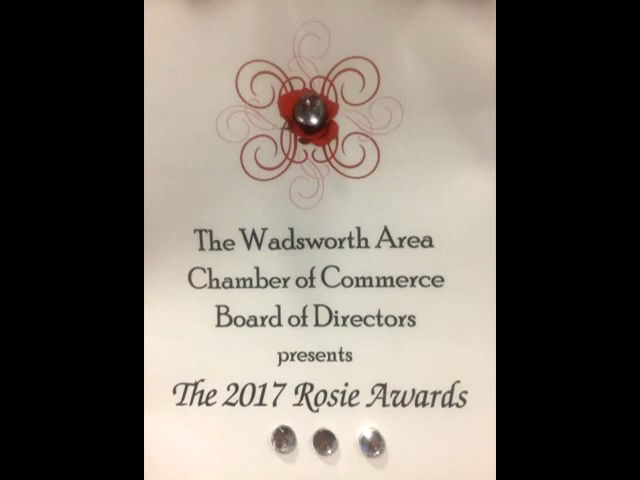 The Wadsworth Area
Chamber of Commerce
Board of Directors
presents
The 2017 Rosie Awards